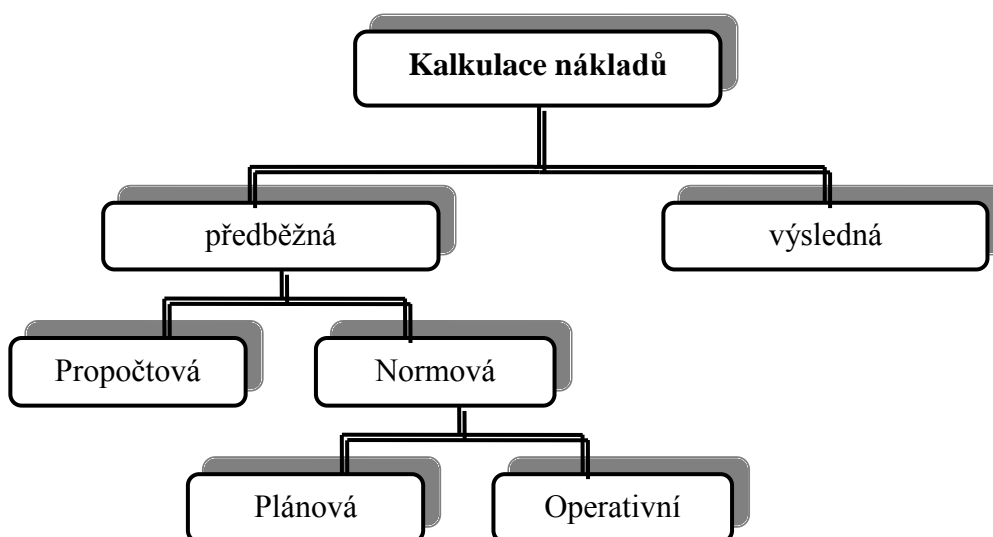 Kalkulace nákladů
předběžná
výsledná
Propočtová
Normová
Plánová
Operativní